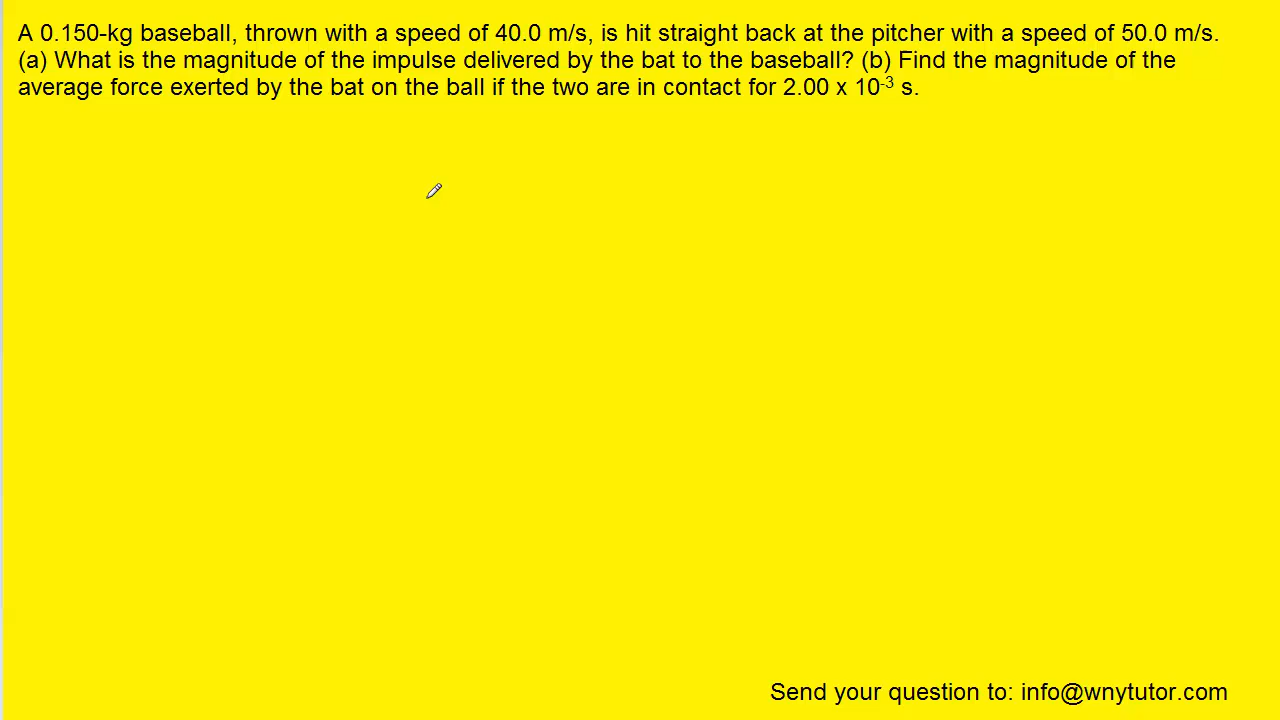 A 0.150-kg baseball, thrown with a speed of 40.0 m/s, is hit straight back at the pitcher with a speed of 50.0 m/s.
(a) What is the magnitude of the impulse delivered by the bat to the baseball? (b) Find the magnitude of the
average force exerted by the bat on the ball if the two are in contact for 2.00 x 10⁻³ s.
Send your question to: info@wnytutor.com